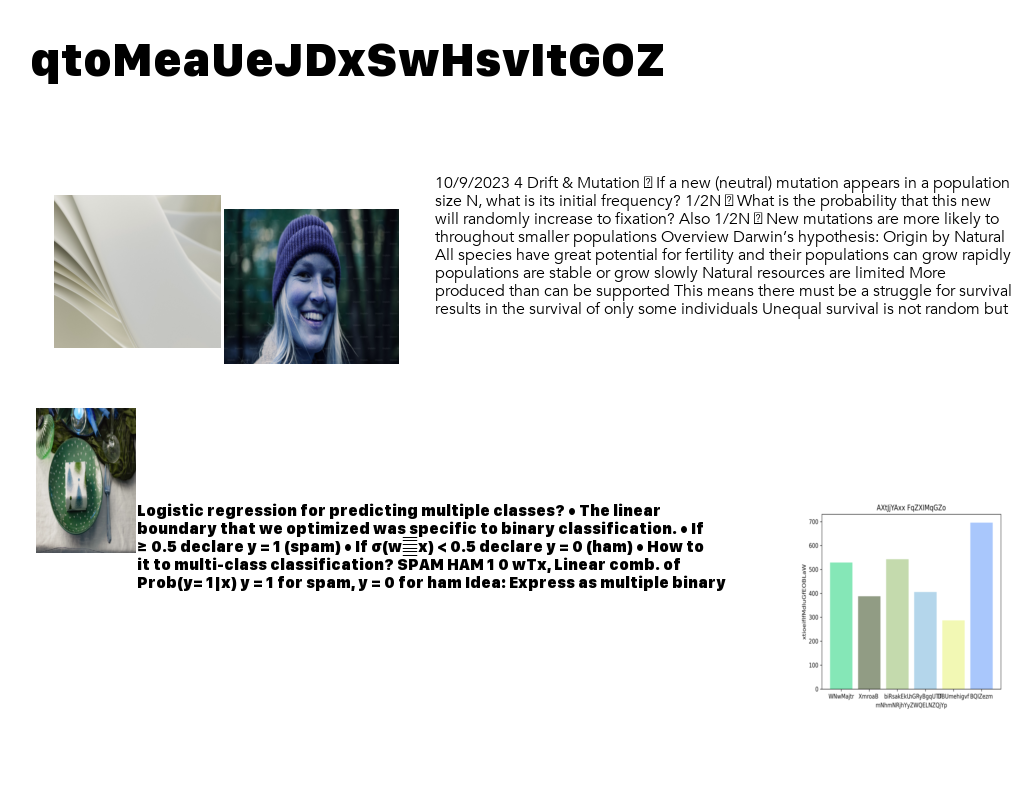 qtoMeaUeJDxSwHsvItGOZ
10/9/2023 4 Drift & Mutation If a new (neutral) mutation appears in a population
size N, what is its initial frequency? 1/2N What is the probability that this new
will randomly increase to fixation? Also 1/2N New mutations are more likely to
throughout smaller populations Overview Darwin’s hypothesis: Origin by Natural
All species have great potential for fertility and their populations can grow rapidly
populations are stable or grow slowly Natural resources are limited More
produced than can be supported This means there must be a struggle for survival
results in the survival of only some individuals Unequal survival is not random but
Logistic regression for predicting multiple classes? • The linear
boundary that we optimized was specific to binary classification. • If
≥ 0.5 declare y = 1 (spam) • If σ(w x) < 0.5 declare y = 0 (ham) • How to
it to multi-class classification? SPAM HAM 1 0 wTx, Linear comb. of
Prob(y= 1|x) y = 1 for spam, y = 0 for ham Idea: Express as multiple binary
700
600
500
400
300
200
100
0
WNwMajtr XmroaB
BQIZezm